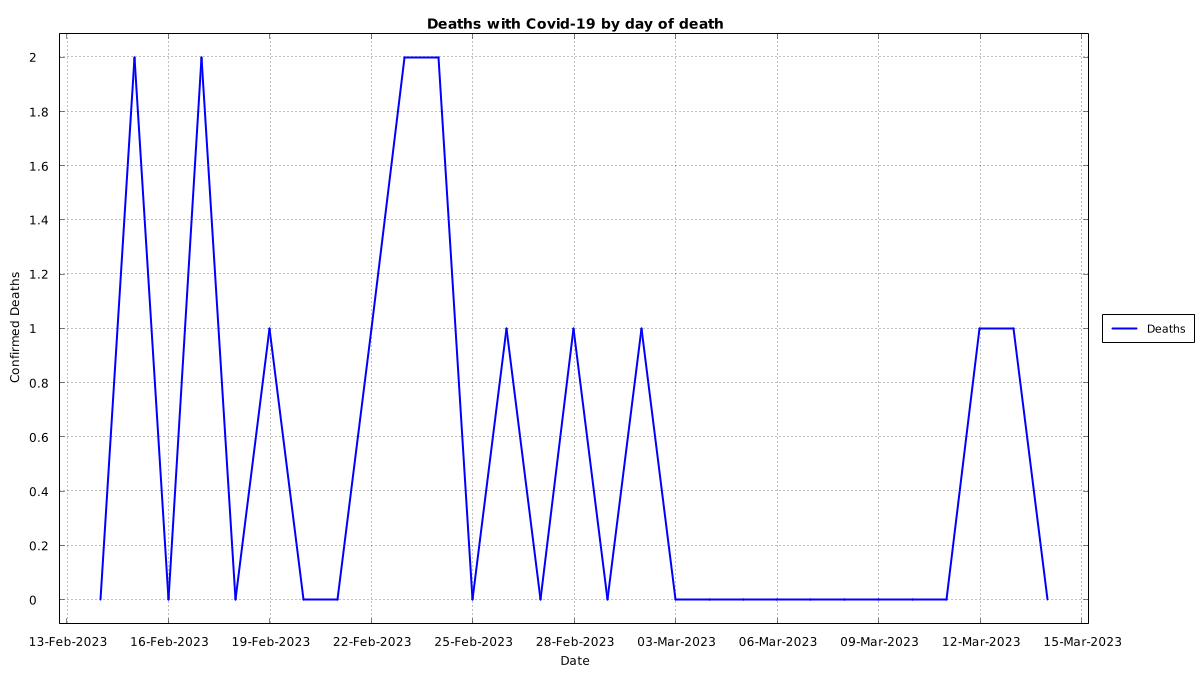 Deaths with Covid-19 by day of death
2
1.8
1.6
1.4
1.2
1
0.8
0.6
0.4
0.2
0
Confirmed Deaths
13-Feb-2023 16-Feb-2023 19-Feb-2023 22-Feb-2023 25-Feb-2023 28-Feb-2023 03-Mar-2023 06-Mar-2023 09-Mar-2023 12-Mar-2023 15-Mar-2023
Date
Deaths